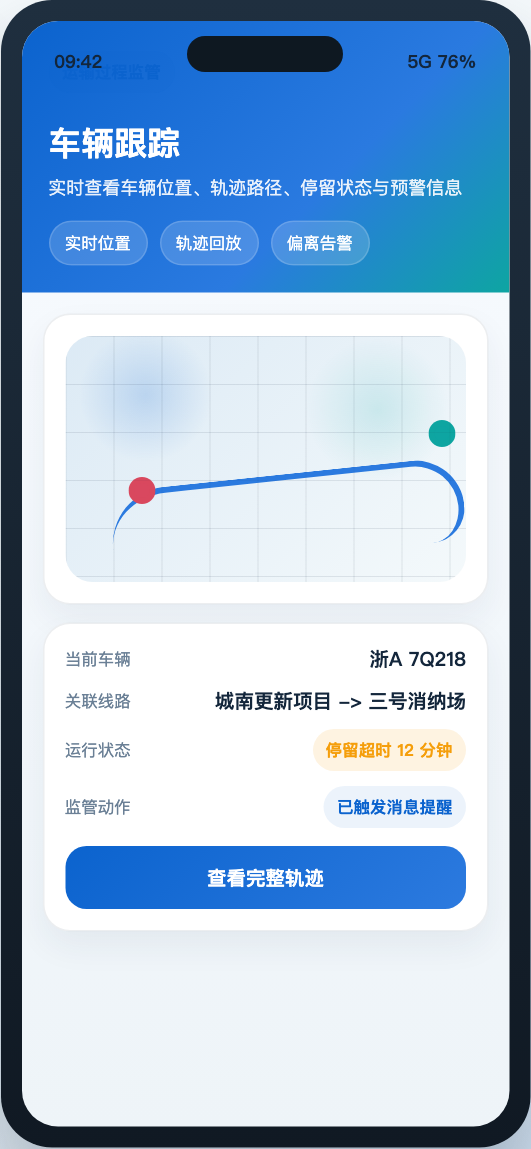 09:42
5G 76%
车辆跟踪
实时查看车辆位置、轨迹路径、停留状态与预警信息
实时位置
轨迹回放
偏离告警
当前车辆
浙A 7Q218
关联线路
城南更新项目 –> 三号消纳场
运行状态
停留超时 12 分钟
监管动作
已触发消息提醒
查看完整轨迹